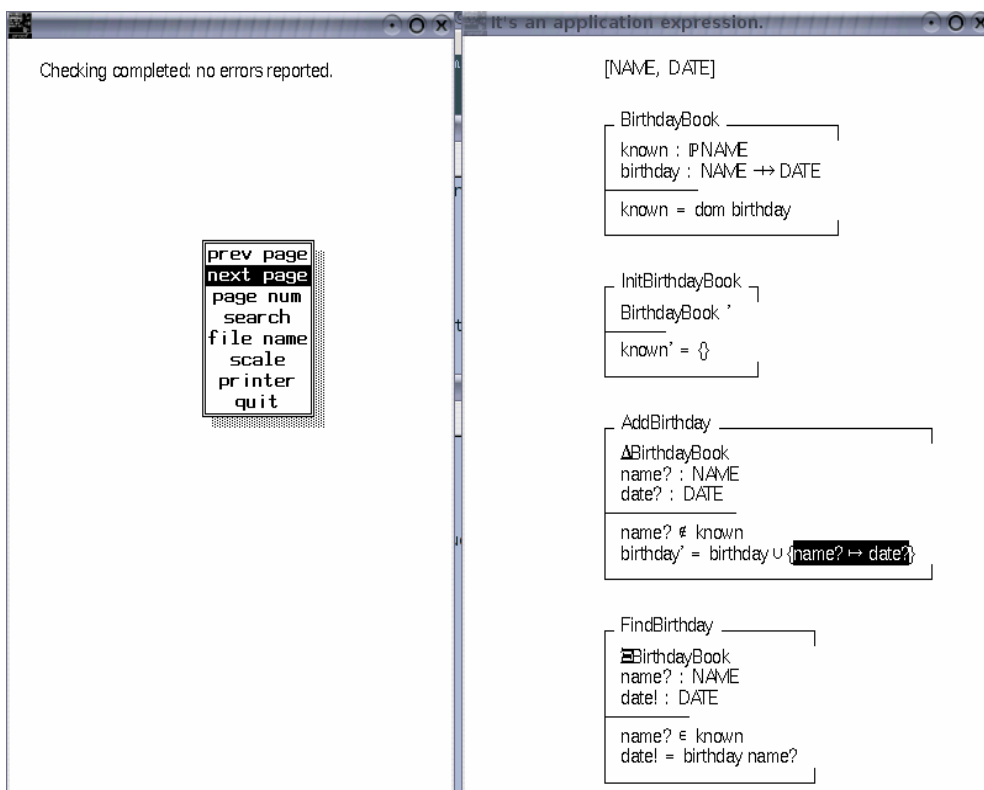 It's an application expression.
Checking completed: no errors reported.
prev page
next page
page num
search
file name
scale
printer
quit
[NAME, DATE]
BirthdayBook
known : ℙ NAME
birthday : NAME ⇸ DATE
known = dom birthday
InitBirthdayBook
BirthdayBook '
known' = {}
AddBirthday
ΔBirthdayBook
name? : NAME
date? : DATE
name? ∉ known
birthday' = birthday ∪ {name? ↦ date?}
FindBirthday
ΞBirthdayBook
name? : NAME
date! : DATE
name? ∈ known
date! = birthday name?